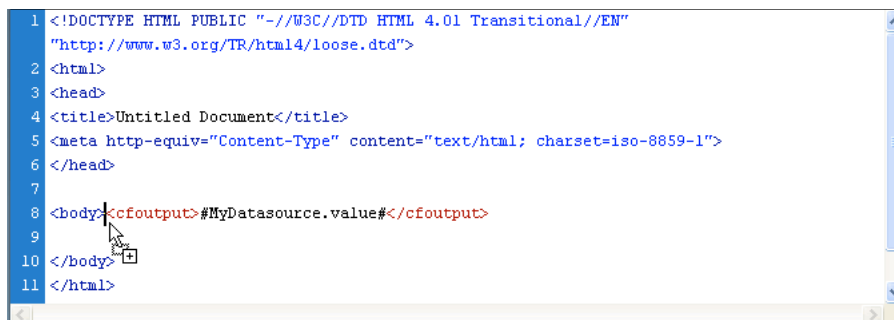 1 <!DOCTYPE HTML PUBLIC "-//W3C//DTD HTML 4.01 Transitional//EN"
"http://www.w3.org/TR/html4/loose.dtd">
2 <html>
3 <head>
4 <title>Untitled Document</title>
5 <meta http-equiv="Content-Type" content="text/html; charset=iso-8859-1">
6 </head>
7
8 <body><cfoutput>#MyDatasource.value#</cfoutput>
9
10 </body>
11 </html>